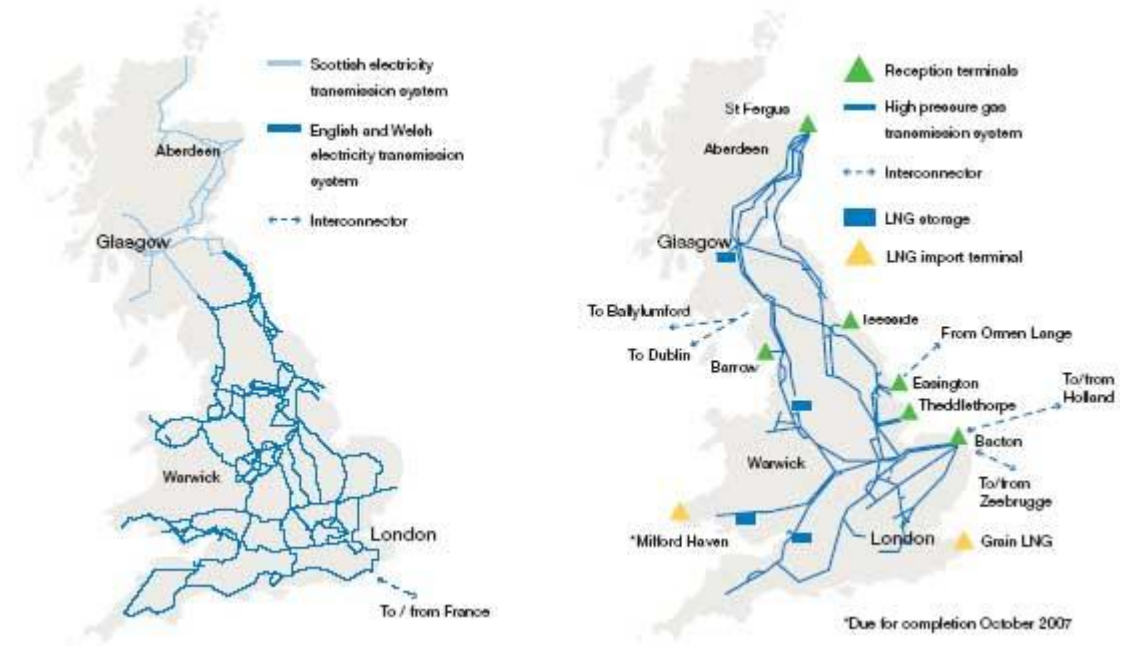 Scottish electricity
transmission system
English and Welsh
electricity transmission
system
Interconnector
Aberdeen
Glasgow
Warwick
London
To / from France
Reception terminals
High pressure gas
transmission system
Interconnector
LNG storage
LNG import terminal
St Fergus
Aberdeen
Glasgow
To Ballylumford
To Dublin
Barrow
Teesside
From Ormen Lange
Easington
Theddlethorpe
To/from
Holland
Bacton
To/from
Zeebrugge
Warwick
*Milford Haven
London
Grain LNG
*Due for completion October 2007